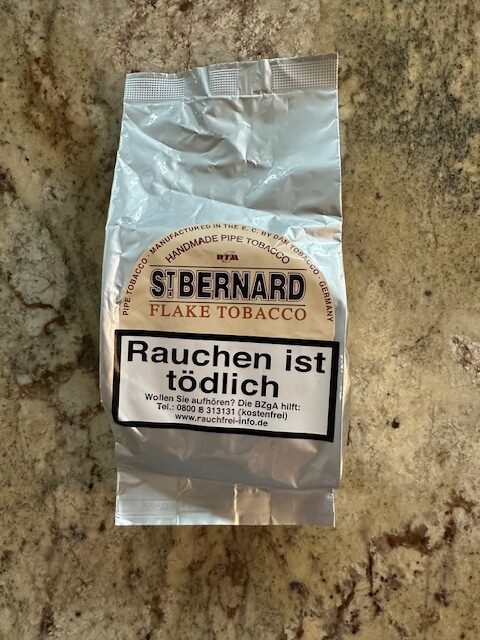 PIPE TOBACCO · MANUFACTURED IN THE E. C. BY DAN TOBACCO · GERMANY
HANDMADE PIPE TOBACCO
DTM
ST. BERNARD
FLAKE TOBACCO
Rauchen ist
tödlich
Wollen Sie aufhören? Die BZgA hilft:
Tel.: 0800 8 313131 (kostenfrei)
www.rauchfrei-info.de